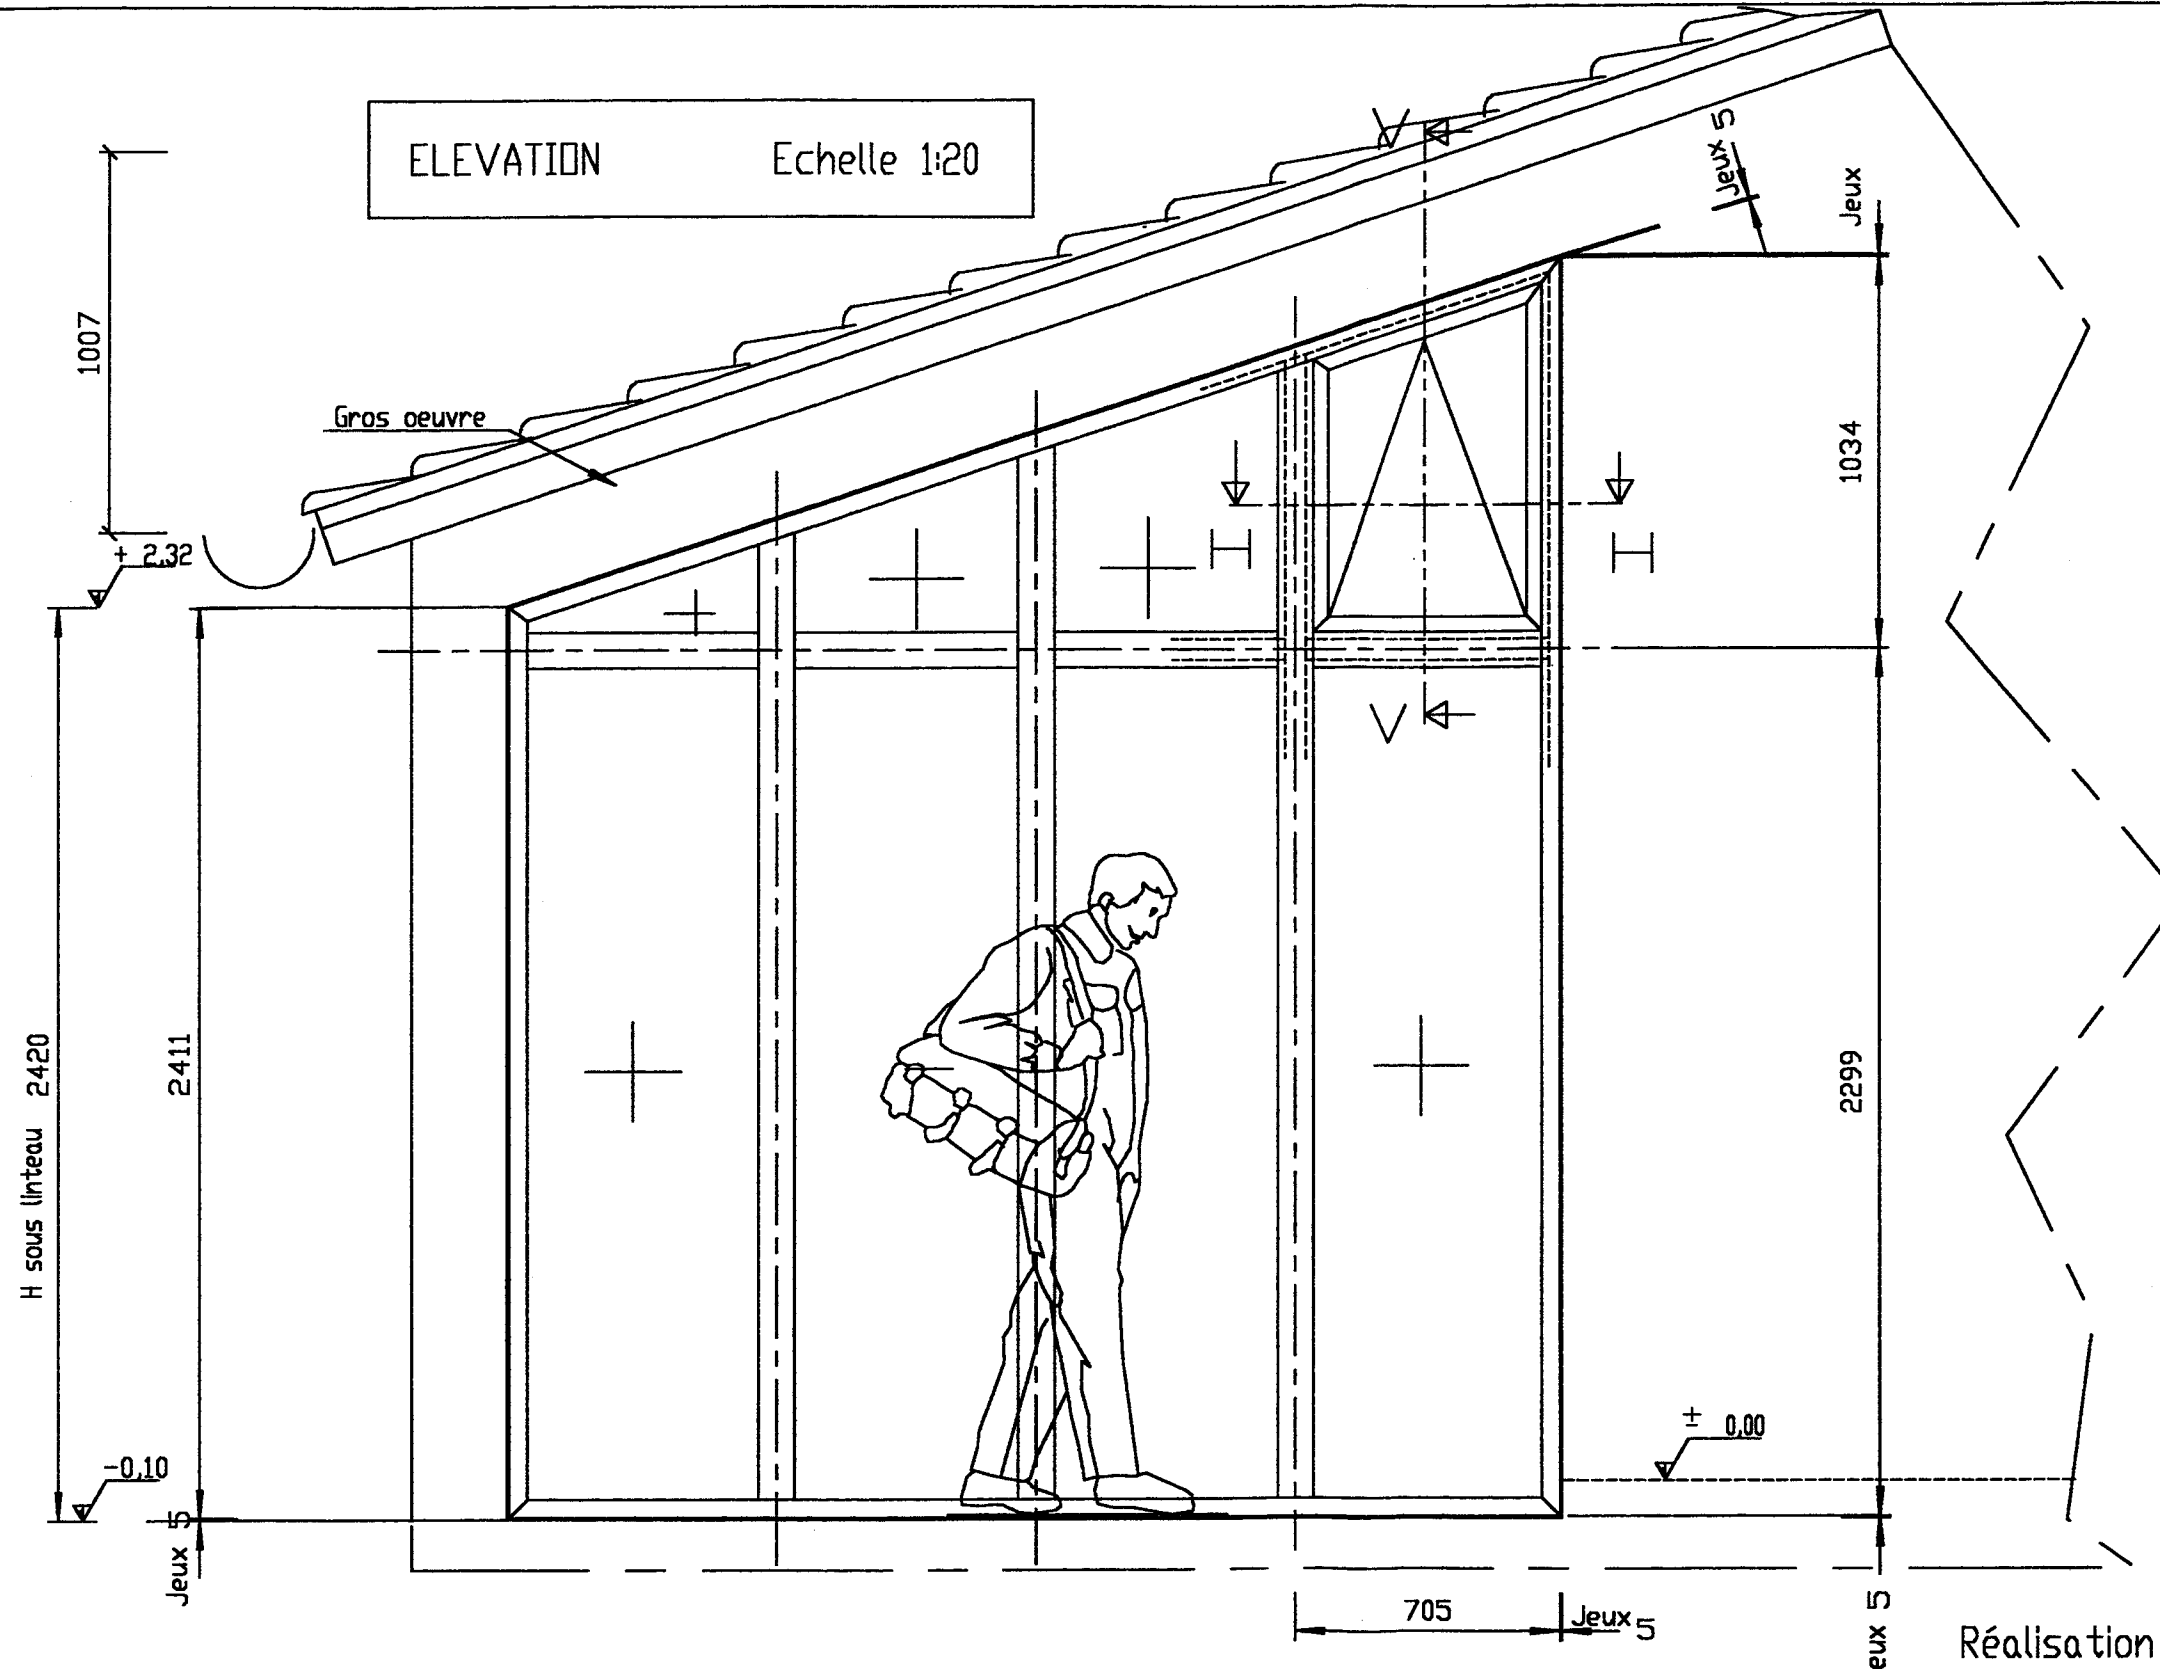 ELEVATION Echelle 1:20
Jeux 5
Jeux
1007
Gros oeuvre
V
+ 2,32
1034
H H
V
H sous linteau 2420
2411
2299
± 0,00
-0,10
Jeux 5
705
Jeux 5
eux 5
Réalisation